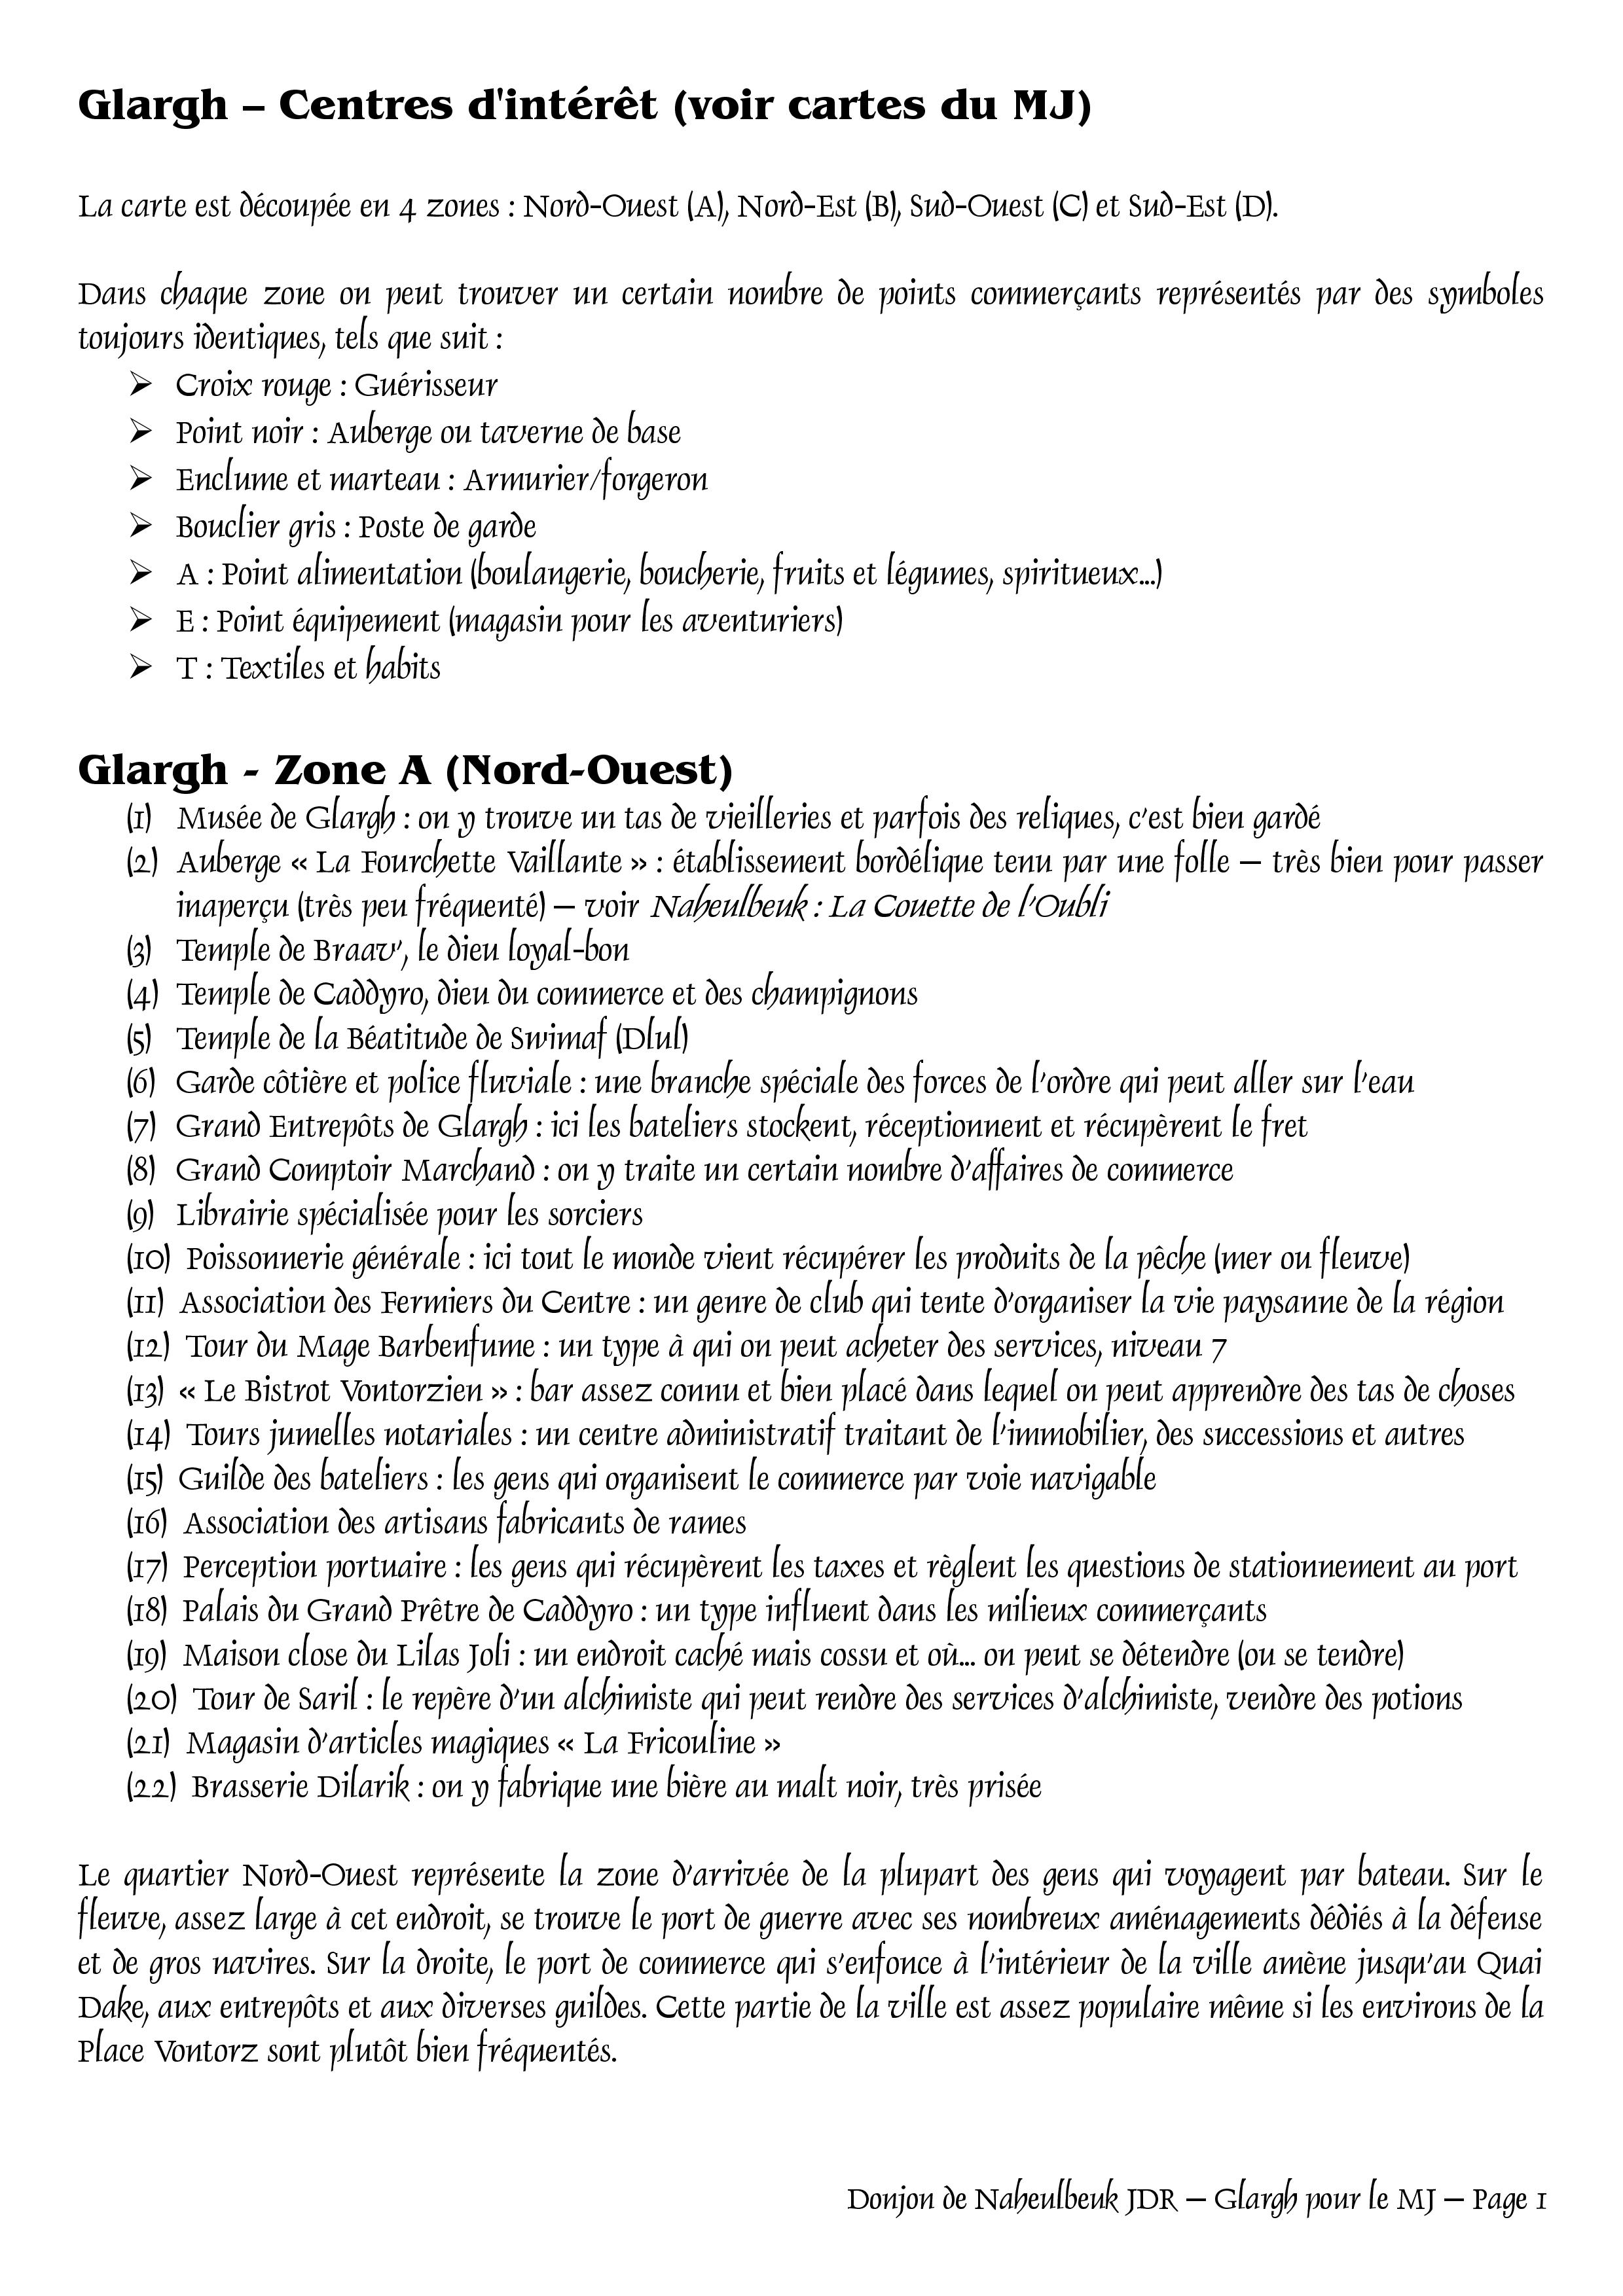 Glargh – Centres d'intérêt (voir cartes du MJ)
La carte est découpée en 4 zones : Nord-Ouest (A), Nord-Est (B), Sud-Ouest (C) et Sud-Est (D).
Dans chaque zone on peut trouver un certain nombre de points commerçants représentés par des symboles
toujours identiques, tels que suit :
➢ Croix rouge : Guérisseur
➢ Point noir : Auberge ou taverne de base
➢ Enclume et marteau : Armurier/forgeron
➢ Bouclier gris : Poste de garde
➢ A : Point alimentation (boulangerie, boucherie, fruits et légumes, spiritueux...)
➢ E : Point équipement (magasin pour les aventuriers)
➢ T : Textiles et habits
Glargh - Zone A (Nord-Ouest)
(1) Musée de Glargh : on y trouve un tas de vieilleries et parfois des reliques, c'est bien gardé
(2) Auberge « La Fourchette Vaillante » : établissement bordélique tenu par une folle – très bien pour passer
inaperçu (très peu fréquenté) – voir Naheulbeuk : La Couette de l'Oubli
(3) Temple de Braav', le dieu loyal-bon
(4) Temple de Caddyro, dieu du commerce et des champignons
(5) Temple de la Béatitude de Swimaf (Dlul)
(6) Garde côtière et police fluviale : une branche spéciale des forces de l'ordre qui peut aller sur l'eau
(7) Grand Entrepôts de Glargh : ici les bateliers stockent, réceptionnent et récupèrent le fret
(8) Grand Comptoir Marchand : on y traite un certain nombre d'affaires de commerce
(9) Librairie spécialisée pour les sorciers
(10) Poissonnerie générale : ici tout le monde vient récupérer les produits de la pêche (mer ou fleuve)
(11) Association des Fermiers du Centre : un genre de club qui tente d'organiser la vie paysanne de la région
(12) Tour du Mage Barbenfume : un type à qui on peut acheter des services, niveau 7
(13) « Le Bistrot Vontorzien » : bar assez connu et bien placé dans lequel on peut apprendre des tas de choses
(14) Tours jumelles notariales : un centre administratif traitant de l'immobilier, des successions et autres
(15) Guilde des bateliers : les gens qui organisent le commerce par voie navigable
(16) Association des artisans fabricants de rames
(17) Perception portuaire : les gens qui récupèrent les taxes et règlent les questions de stationnement au port
(18) Palais du Grand Prêtre de Caddyro : un type influent dans les milieux commerçants
(19) Maison close du Lilas Joli : un endroit caché mais cossu et où... on peut se détendre (ou se tendre)
(20) Tour de Saril : le repère d'un alchimiste qui peut rendre des services d'alchimiste, vendre des potions
(21) Magasin d'articles magiques « La Fricouline »
(22) Brasserie Dilarik : on y fabrique une bière au malt noir, très prisée
Le quartier Nord-Ouest représente la zone d'arrivée de la plupart des gens qui voyagent par bateau. Sur le
fleuve, assez large à cet endroit, se trouve le port de guerre avec ses nombreux aménagements dédiés à la défense
et de gros navires. Sur la droite, le port de commerce qui s'enfonce à l'intérieur de la ville amène jusqu'au Quai
Dake, aux entrepôts et aux diverses guildes. Cette partie de la ville est assez populaire même si les environs de la
Place Vontorz sont plutôt bien fréquentés.
Donjon de Naheulbeuk JDR – Glargh pour le MJ – Page 1